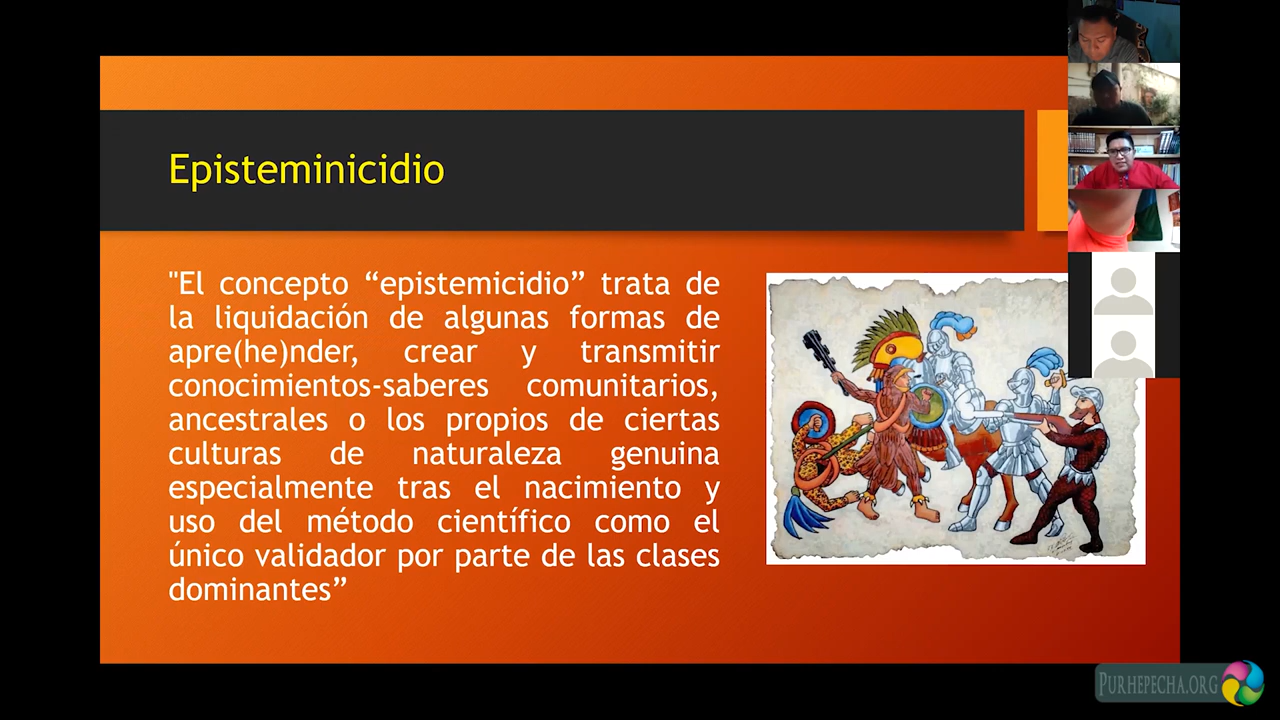 Episteminicidio
"El concepto “epistemicidio” trata de
la liquidación de algunas formas de
apre(he)nder, crear y transmitir
conocimientos-saberes comunitarios,
ancestrales o los propios de ciertas
culturas de naturaleza genuina
especialmente tras el nacimiento y
uso del método científico como el
único validador por parte de las clases
dominantes”
PURHEPECHA.ORG